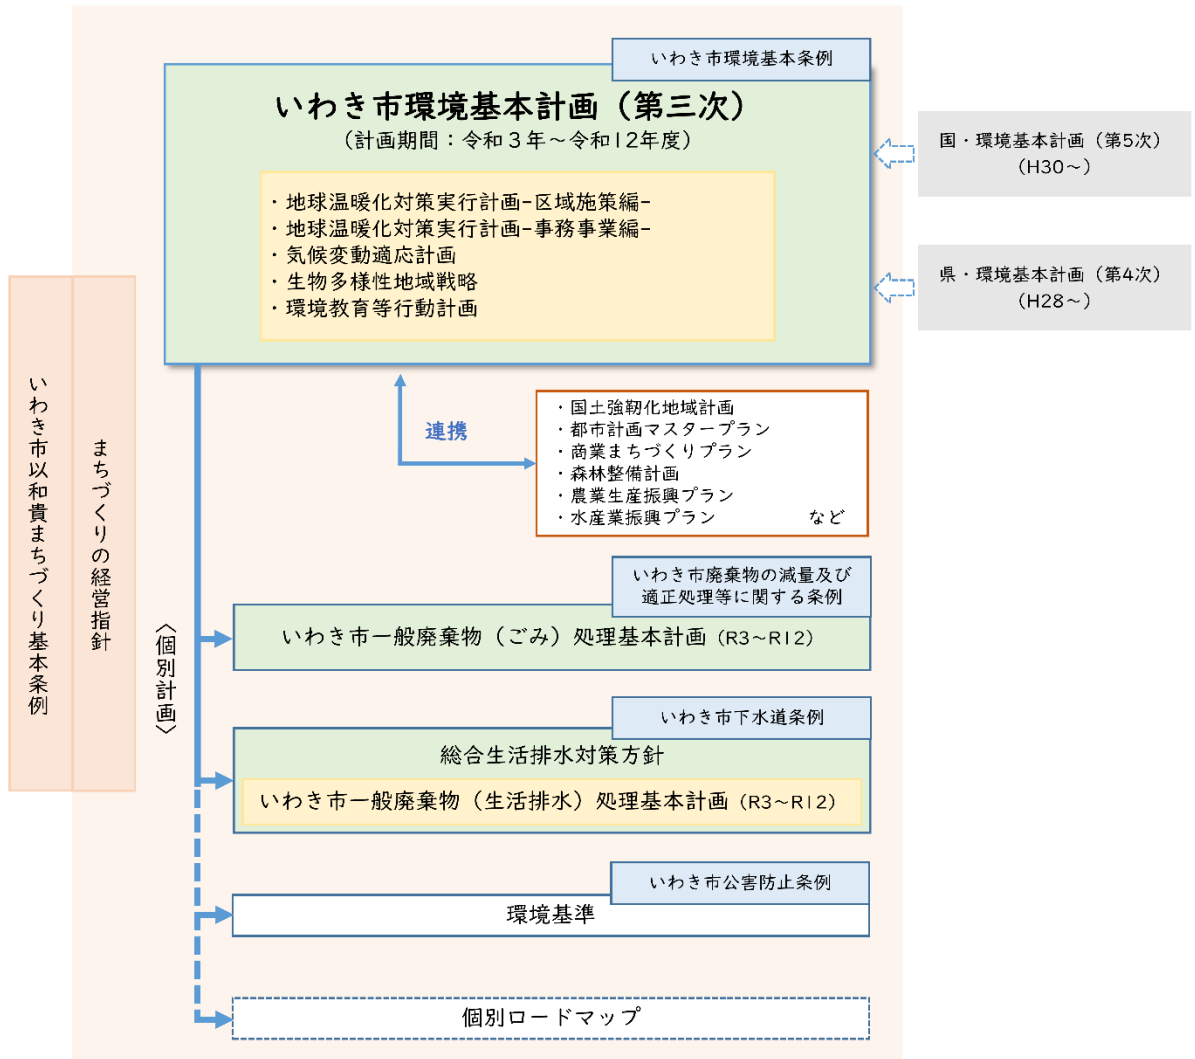 いわき市環境基本条例
いわき市環境基本計画（第三次）
（計画期間：令和３年～令和12年度）
・地球温暖化対策実行計画-区域施策編-
・地球温暖化対策実行計画-事務事業編-
・気候変動適応計画
・生物多様性地域戦略
・環境教育等行動計画
国・環境基本計画（第5次）
（H30～）
県・環境基本計画（第4次）
（H28～）
いわき市以和貴まちづくり基本条例
まちづくりの経営指針
連携
・国土強靭化地域計画
・都市計画マスタープラン
・商業まちづくりプラン
・森林整備計画
・農業生産振興プラン
・水産業振興プラン　など
〈個別計画〉
いわき市廃棄物の減量及び
適正処理等に関する条例
いわき市一般廃棄物（ごみ）処理基本計画（R3～R12）
いわき市下水道条例
総合生活排水対策方針
いわき市一般廃棄物（生活排水）処理基本計画（R3～R12）
いわき市公害防止条例
環境基準
個別ロードマップ